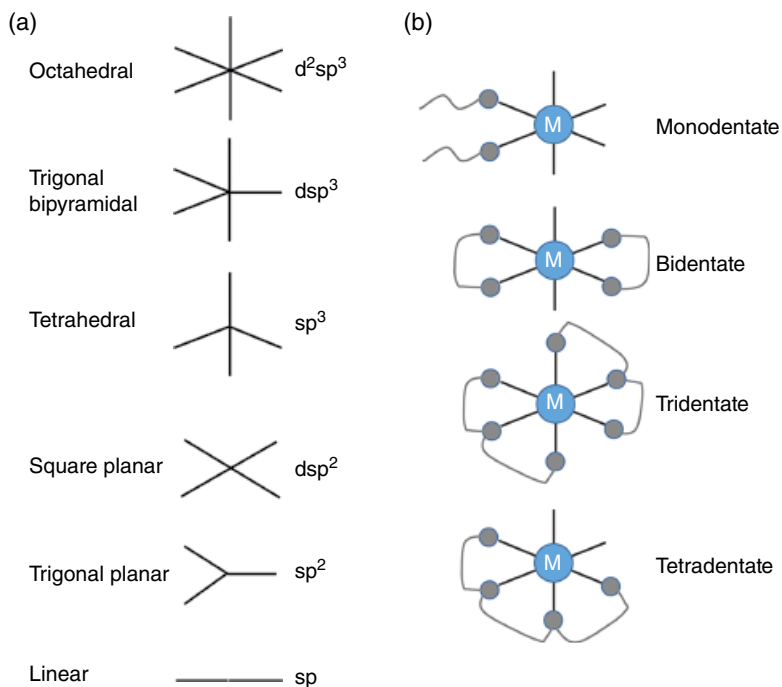 (a)
Octahedral
d²sp³
Trigonal
bipyramidal
dsp³
Tetrahedral
sp³
Square planar
dsp²
Trigonal planar
sp²
Linear
sp
(b)
M
Monodentate
M
Bidentate
M
Tridentate
M
Tetradentate